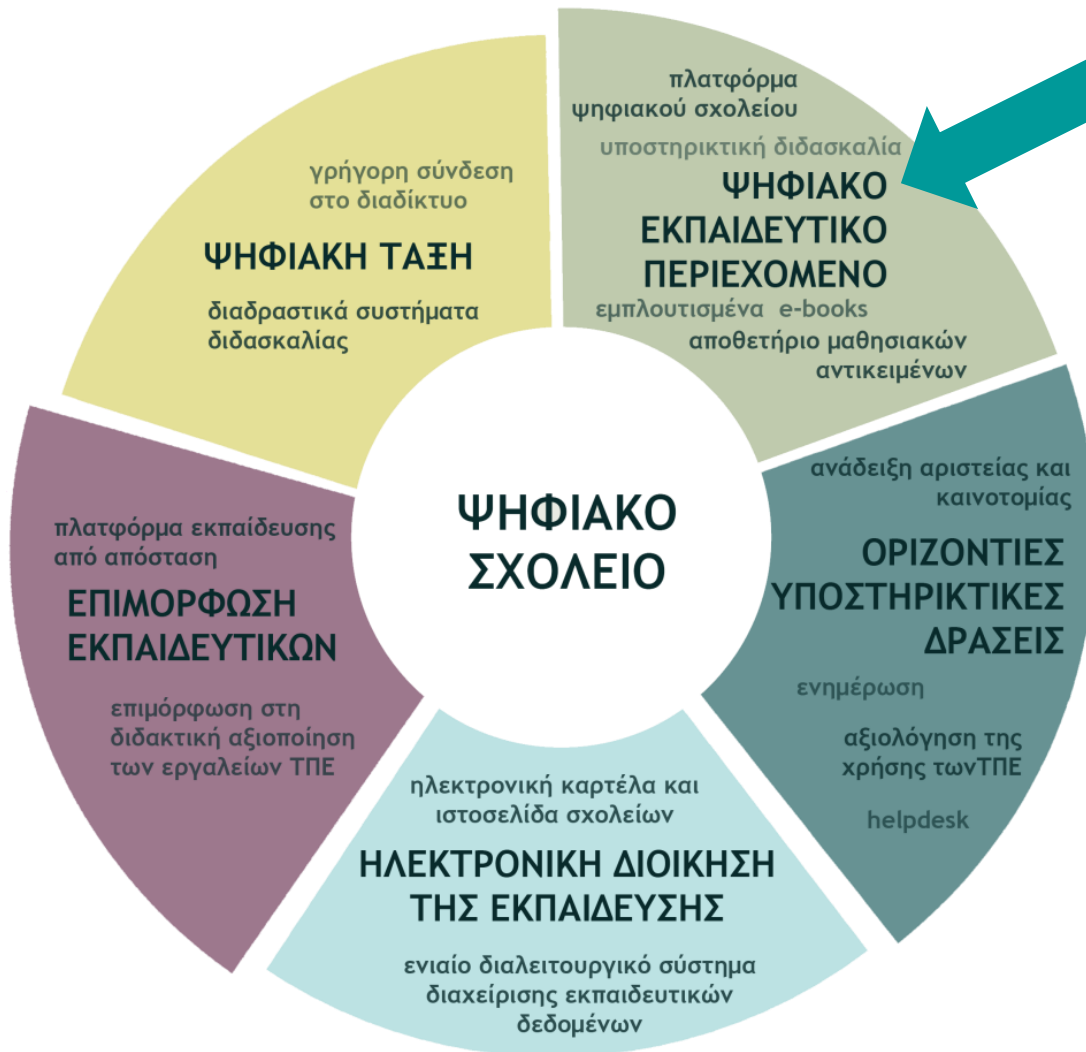 πλατφόρμα
ψηφιακού σχολείου
υποστηρικτική διδασκαλία
ΨΗΦΙΑΚΟ
ΕΚΠΑΙΔΕΥΤΙΚΟ
ΠΕΡΙΕΧΟΜΕΝΟ
εμπλουτισμένα e-books
αποθετήριο μαθησιακών
αντικειμένων
γρήγορη σύνδεση
στο διαδίκτυο
ΨΗΦΙΑΚΗ ΤΑΞΗ
διαδραστικά συστήματα
διδασκαλίας
ΨΗΦΙΑΚΟ
ΣΧΟΛΕΙΟ
ανάδειξη αριστείας και
καινοτομίας
ΟΡΙΖΟΝΤΙΕΣ
ΥΠΟΣΤΗΡΙΚΤΙΚΕΣ
ΔΡΑΣΕΙΣ
ενημέρωση
αξιολόγηση της
χρήσης τωνΤΠΕ
helpdesk
πλατφόρμα εκπαίδευσης
από απόσταση
ΕΠΙΜΟΡΦΩΣΗ
ΕΚΠΑΙΔΕΥΤΙΚΩΝ
επιμόρφωση στη
διδακτική αξιοποίηση
των εργαλείων ΤΠΕ
ηλεκτρονική καρτέλα και
ιστοσελίδα σχολείων
ΗΛΕΚΤΡΟΝΙΚΗ ΔΙΟΙΚΗΣΗ
ΤΗΣ ΕΚΠΑΙΔΕΥΣΗΣ
ενιαίο διαλειτουργικό σύστημα
διαχείρισης εκπαιδευτικών
δεδομένων